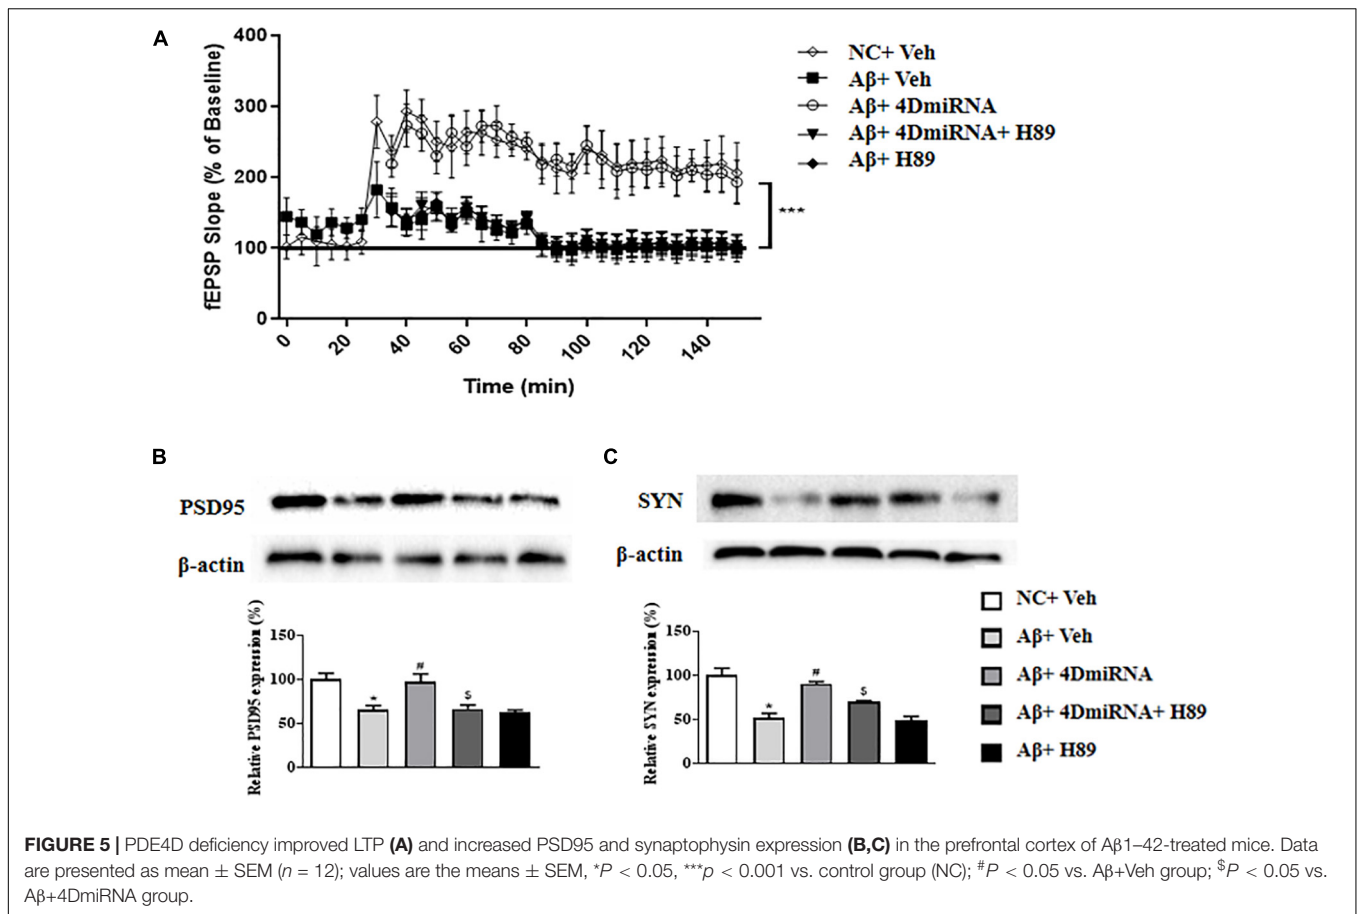 A
fEPSP Slope (% of Baseline)
400
300
200
100
0
0
20
40
60
80
100
120
140
Time (min)
NC+ Veh
Aβ+ Veh
Aβ+ 4DmiRNA
Aβ+ 4DmiRNA+ H89
Aβ+ H89
***
B
PSD95
β-actin
Relative PSD95 expression (%)
150
100
50
0
*
#
$
C
SYN
β-actin
Relative SYN expression (%)
150
100
50
0
*
#
$
NC+ Veh
Aβ+ Veh
Aβ+ 4DmiRNA
Aβ+ 4DmiRNA+ H89
Aβ+ H89
FIGURE 5 | PDE4D deficiency improved LTP (A) and increased PSD95 and synaptophysin expression (B,C) in the prefrontal cortex of Aβ1–42-treated mice. Data
are presented as mean ± SEM (n = 12); values are the means ± SEM, *P < 0.05, ***p < 0.001 vs. control group (NC); #P < 0.05 vs. Aβ+Veh group; $P < 0.05 vs.
Aβ+4DmiRNA group.